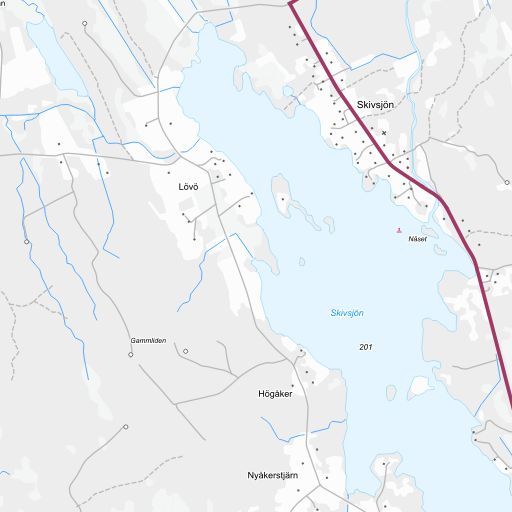 Skivsjön
Lövö
Näset
Skivsjön
Gammliden
201
Högåker
Nyåkerstjärn